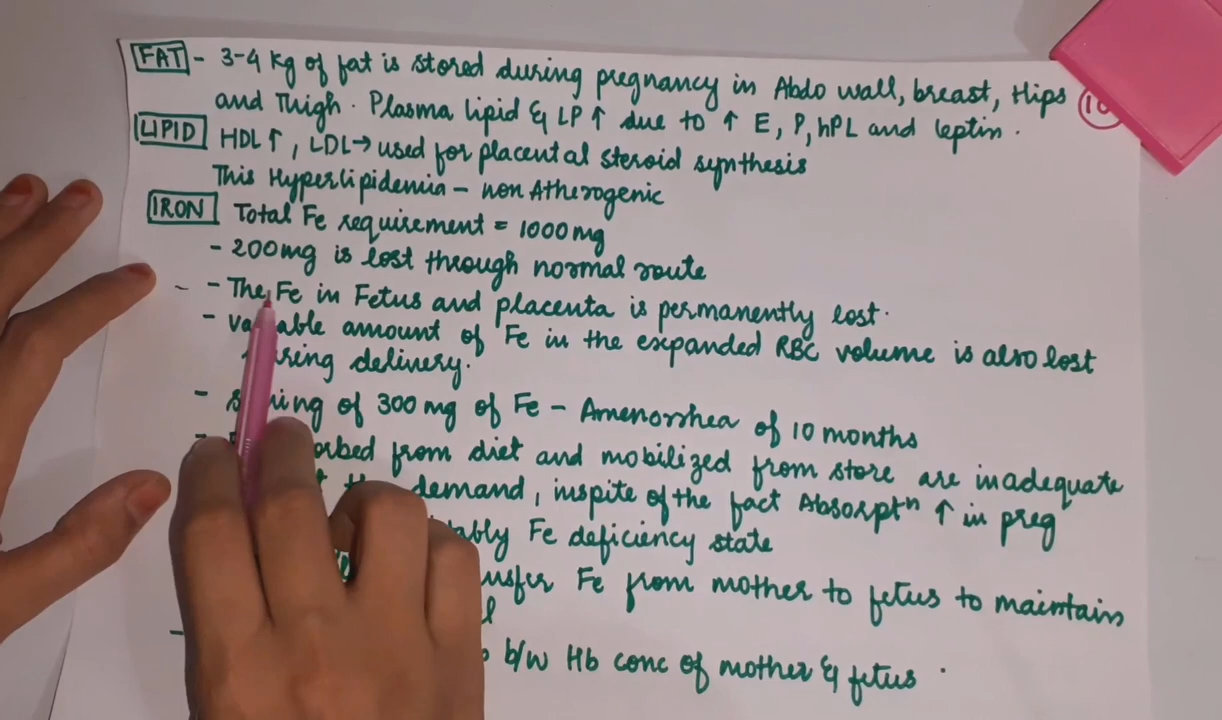 FAT - 3-4 kg of fat is stored during pregnancy in Abdo wall, breast, Hips
and Thigh. Plasma lipid & LP ↑ due to ↑ E, P, hPL and leptin.
LIPID HDL↑, LDL→ used for placental steroid synthesis
This Hyperlipidemia - non Atherogenic
IRON Total Fe requirement = 1000 mg
- 200mg is lost through normal route
- The Fe in Fetus and placenta is permanently lost.
- variable amount of Fe in the expanded RBC volume is also lost
during delivery.
- saving of 300 mg of Fe - Amenorrhea of 10 months
from diet and mobilized from store are inadequate
demand, inspite of the fact Absorptn ↑ in preg
Fe deficiency state
Fe from mother to fetus to maintain
b/w Hb conc of mother & fetus